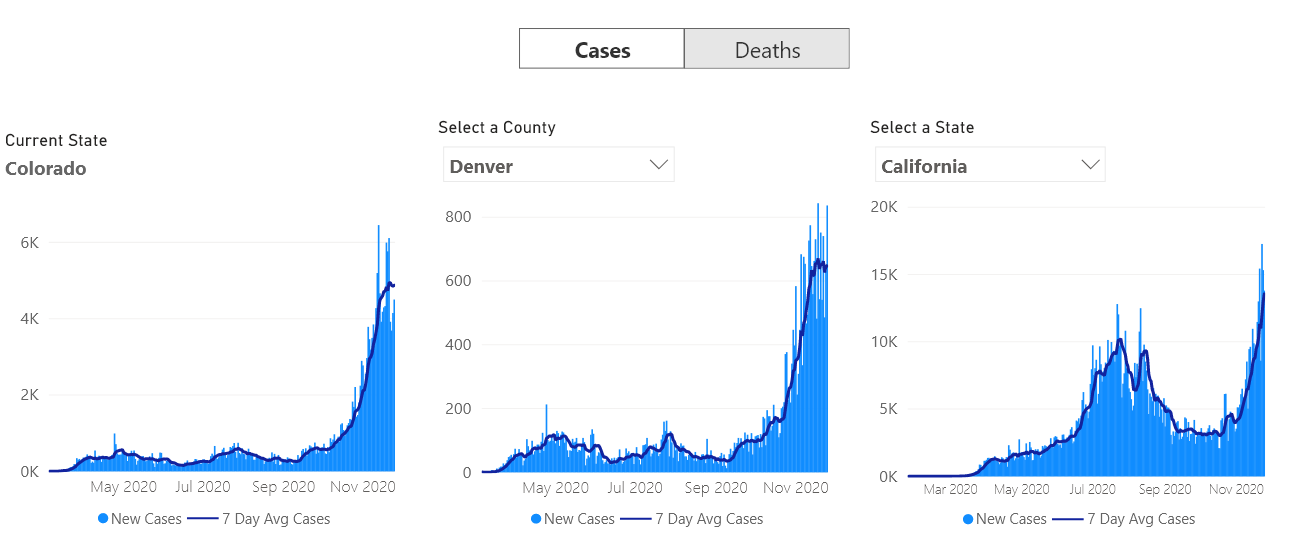 Cases Deaths
Current State
Colorado
6K
4K
2K
0K
May 2020 Jul 2020 Sep 2020 Nov 2020
New Cases 7 Day Avg Cases
Select a County
Denver
800
600
400
200
0
May 2020 Jul 2020 Sep 2020 Nov 2020
New Cases 7 Day Avg Cases
Select a State
California
20K
15K
10K
5K
0K
Mar 2020 May 2020 Jul 2020 Sep 2020 Nov 2020
New Cases 7 Day Avg Cases